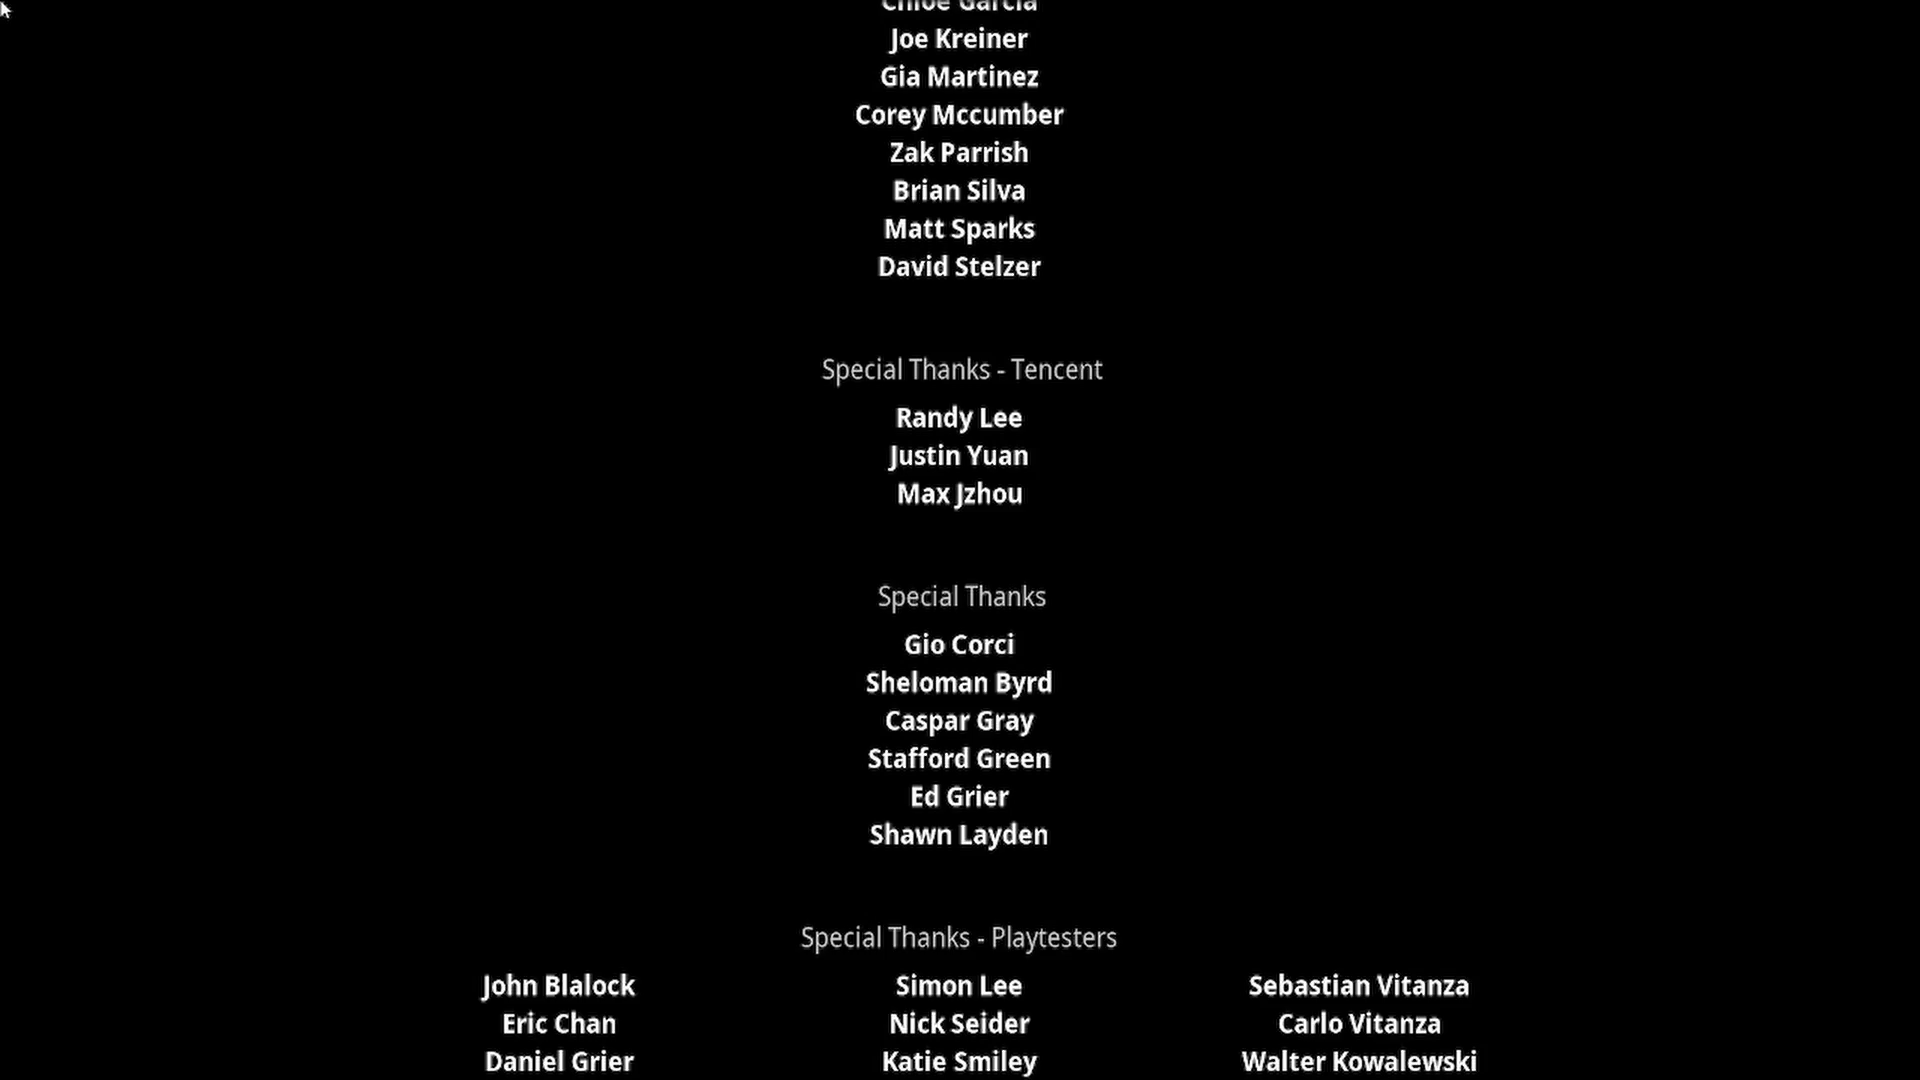 Chloe Garcia
Joe Kreiner
Gia Martinez
Corey Mccumber
Zak Parrish
Brian Silva
Matt Sparks
David Stelzer
Special Thanks - Tencent
Randy Lee
Justin Yuan
Max Jzhou
Special Thanks
Gio Corci
Sheloman Byrd
Caspar Gray
Stafford Green
Ed Grier
Shawn Layden
Special Thanks - Playtesters
John Blalock Simon Lee Sebastian Vitanza
Eric Chan Nick Seider Carlo Vitanza
Daniel Grier Katie Smiley Walter Kowalewski